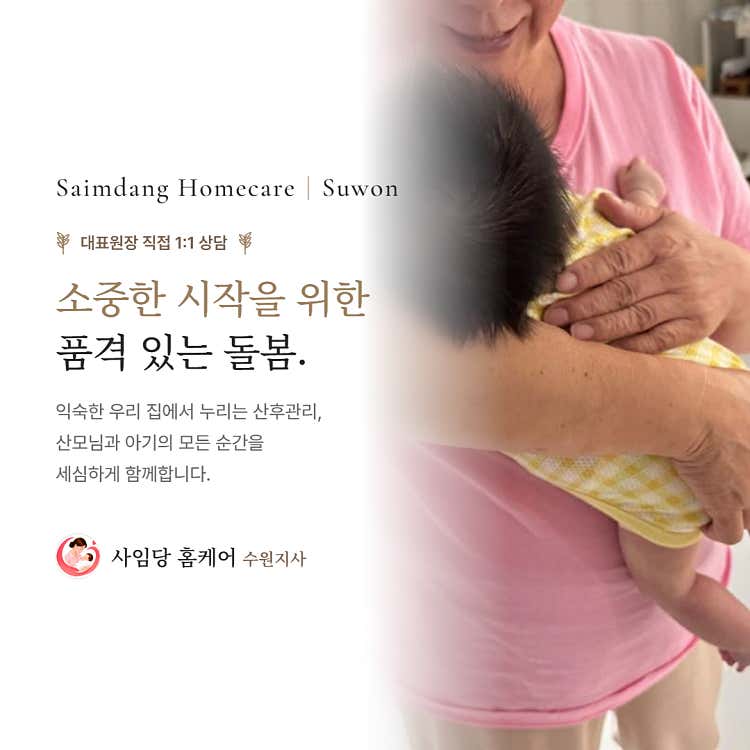 Saimdang Homecare | Suwon
대표원장 직접 1:1 상담
소중한 시작을 위한
품격 있는 돌봄.
익숙한 우리 집에서 누리는 산후관리,
산모님과 아기의 모든 순간을
세심하게 함께합니다.
사임당 홈케어 수원지사